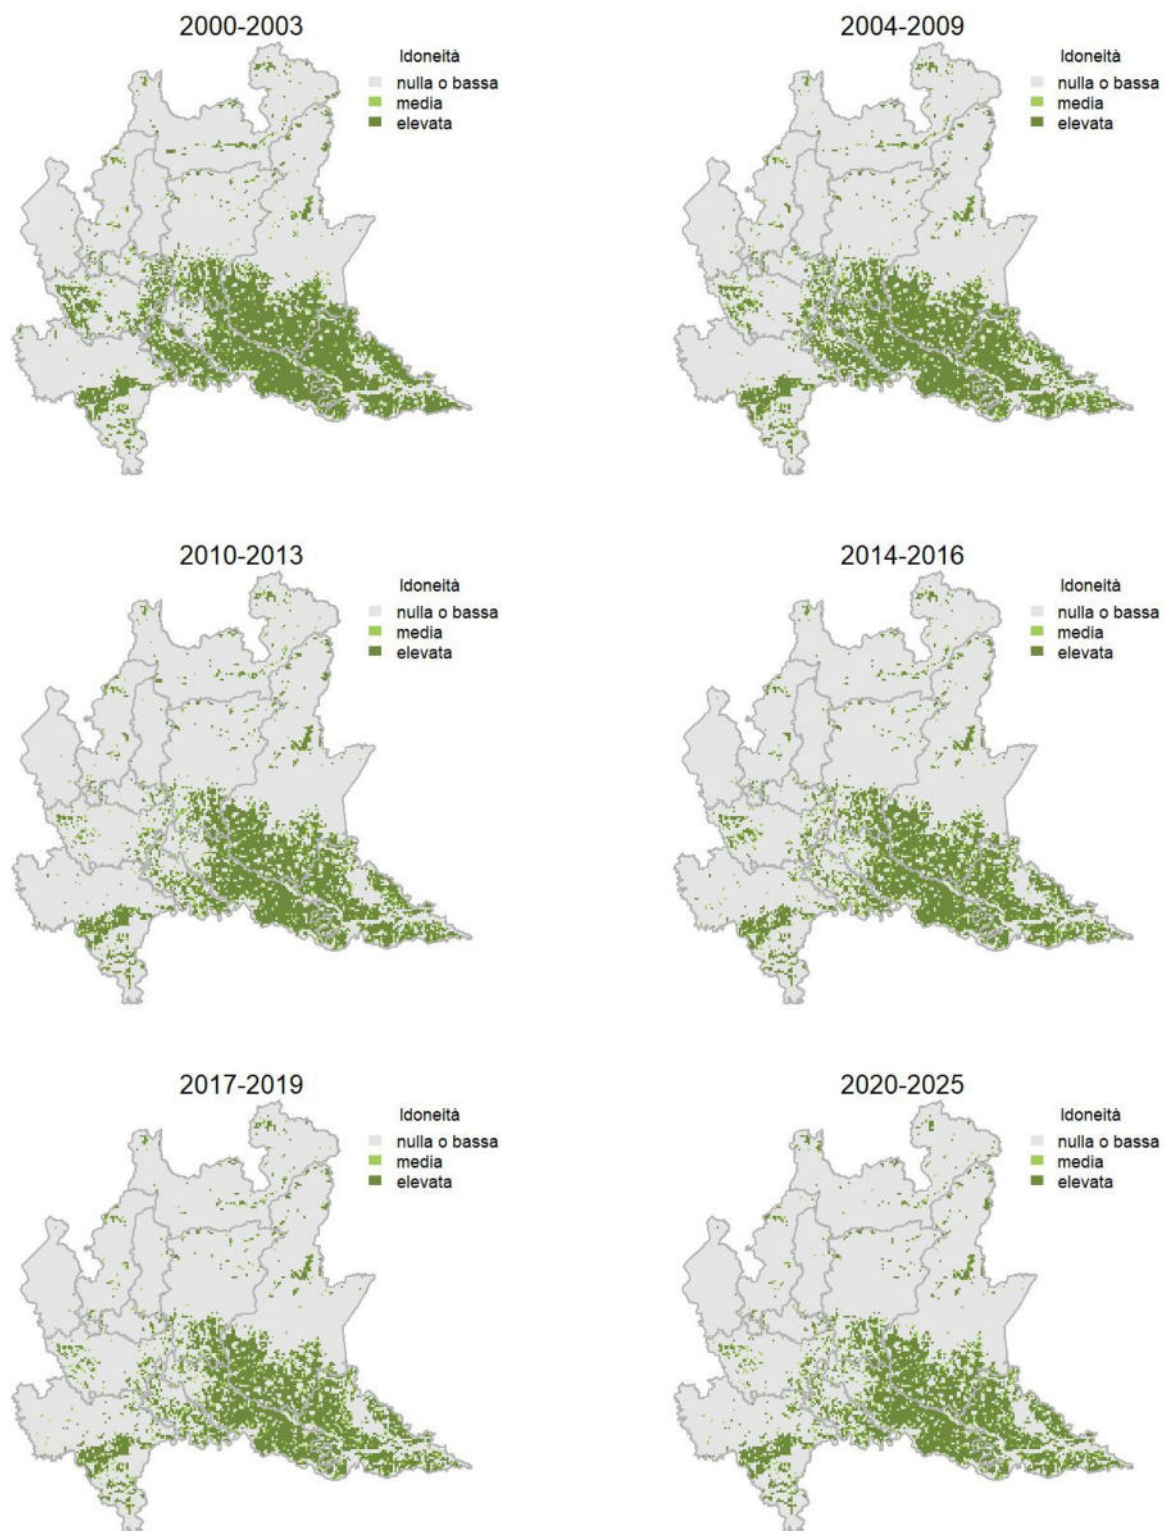 2000-2003
Idoneità
nulla o bassa
media
elevata
2004-2009
Idoneità
nulla o bassa
media
elevata
2010-2013
Idoneità
nulla o bassa
media
elevata
2014-2016
Idoneità
nulla o bassa
media
elevata
2017-2019
Idoneità
nulla o bassa
media
elevata
2020-2025
Idoneità
nulla o bassa
media
elevata